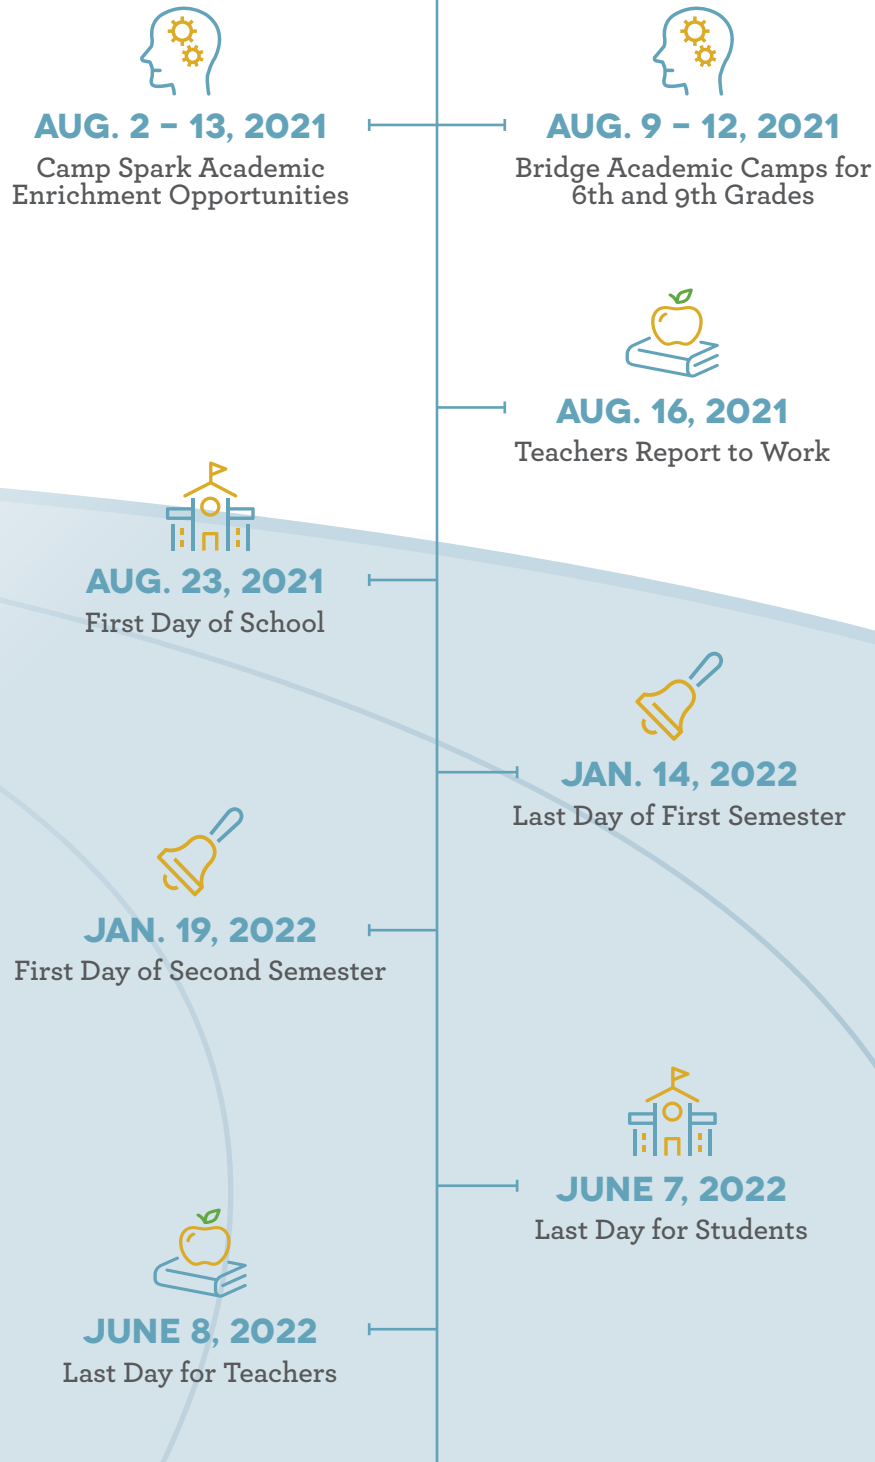 AUG. 2 – 13, 2021
Camp Spark Academic
Enrichment Opportunities
AUG. 9 – 12, 2021
Bridge Academic Camps for
6th and 9th Grades
AUG. 16, 2021
Teachers Report to Work
AUG. 23, 2021
First Day of School
JAN. 14, 2022
Last Day of First Semester
JAN. 19, 2022
First Day of Second Semester
JUNE 7, 2022
Last Day for Students
JUNE 8, 2022
Last Day for Teachers